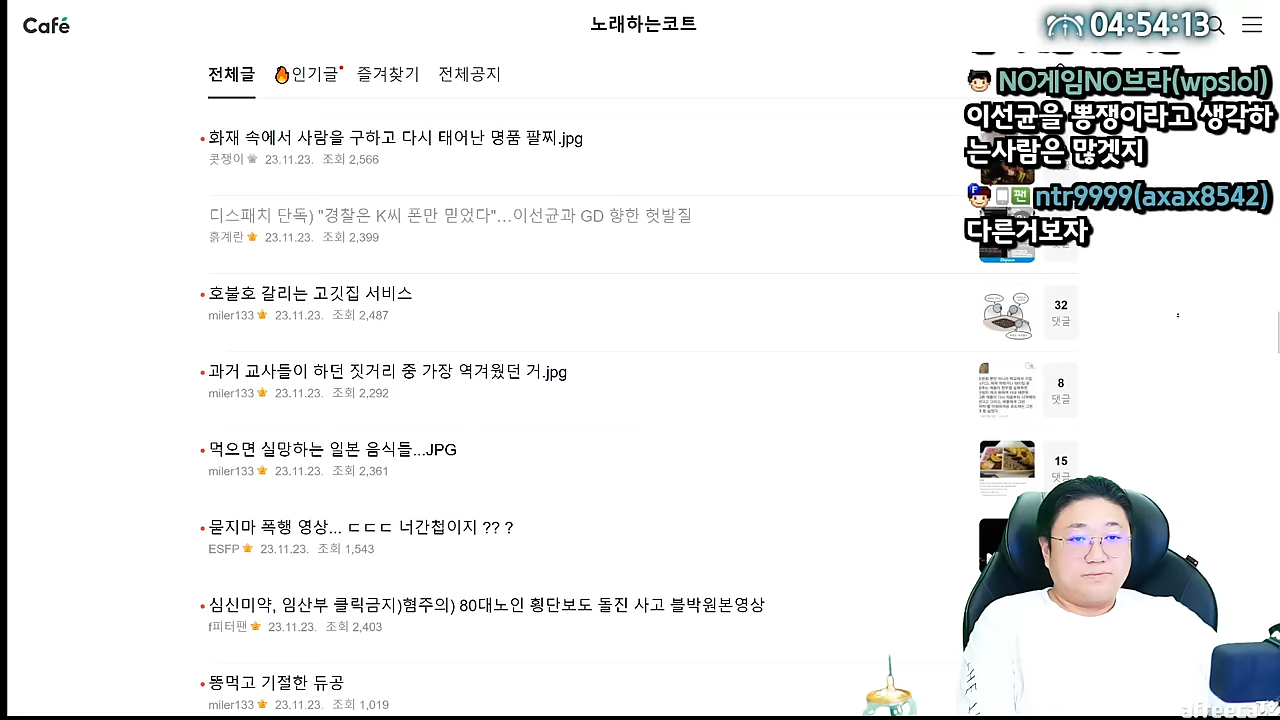 Café
노래하는코트
04:54:13
전체글 인기글 즐겨찾기 전체공지
NO게임NO브라(wpslol)
이선균을 뽕쟁이라고 생각하
는사람은 많겟지
F 팬 ntr9999(axax8542)
다른거보자
화재 속에서 사람을 구하고 다시 태어난 명품 팔찌.jpg
콧쟁이 23.11.23. 조회 2,566
디스패치 "경찰은 K씨 폰만 믿었다"…이선균과 GD 향한 헛발질
흙계란 23.11.23. 조회 2,399
호불호 갈리는 고깃집 서비스
miler133 23.11.23. 조회 2,487
32
댓글
과거 교사들이 하던 짓거리 중 가장 역겨웠던 거.jpg
miler133 23.11.23. 조회
8
댓글
먹으면 실망하는 일본 음식들...JPG
miler133 23.11.23. 조회 2,361
15
댓글
묻지마 폭행 영상... ㄷㄷㄷ 너간첩이지 ?? ?
ESFP 23.11.23. 조회 1,543
심신미약, 임산부 클릭금지)혐주의) 80대노인 횡단보도 돌진 사고 블박원본영상
f피터팬 23.11.23. 조회 2,403
똥먹고 기절한 듀공
miler133 23.11.23. 조회 1,019
afreecaTV